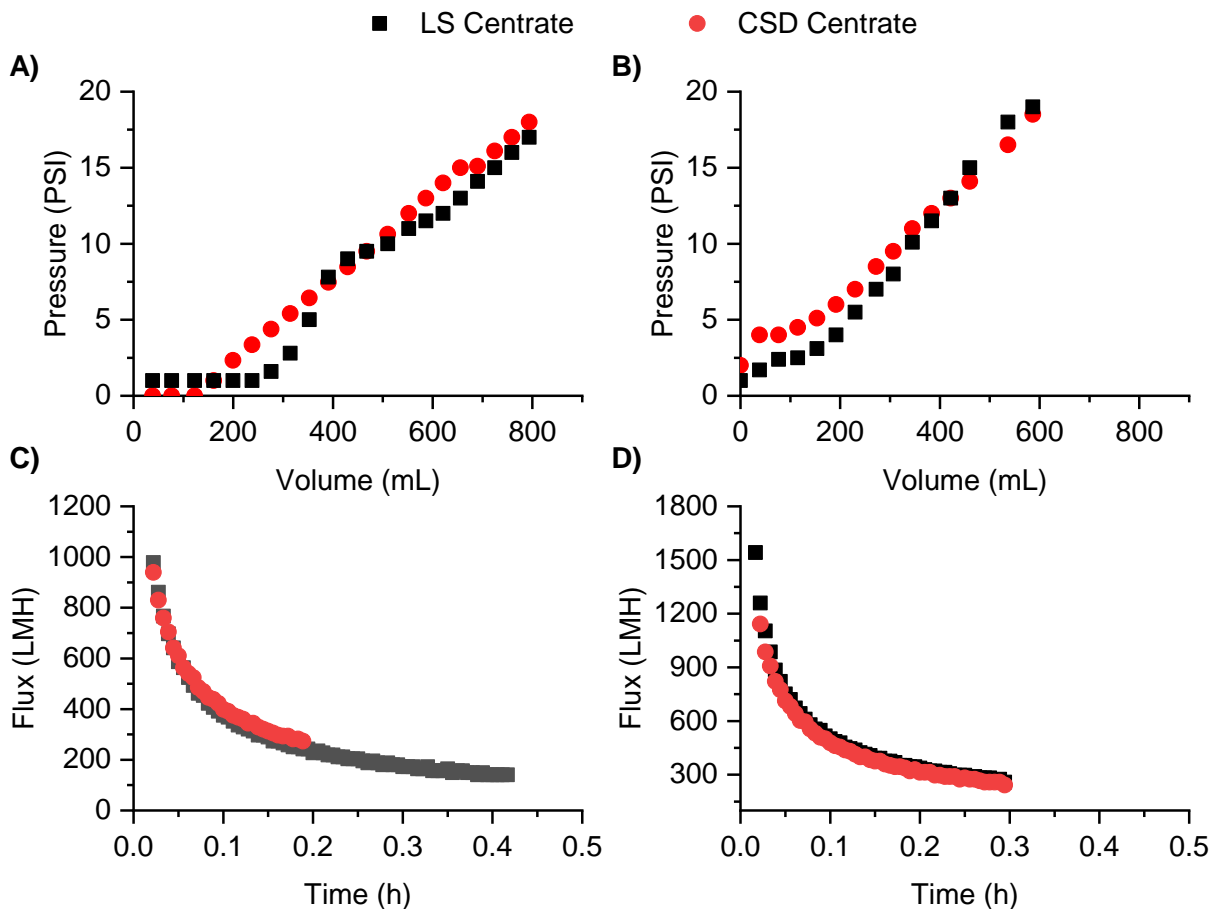 LS Centrate CSD Centrate
A)
20
15
10
5
0
Pressure (PSI)
0 200 400 600 800
Volume (mL)
B)
20
15
10
5
0
Pressure (PSI)
0 200 400 600 800
Volume (mL)
C)
1200
1000
800
600
400
200
0
Flux (LMH)
0.0 0.1 0.2 0.3 0.4 0.5
Time (h)
D)
1800
1500
1200
900
600
300
Flux (LMH)
0.0 0.1 0.2 0.3 0.4 0.5
Time (h)